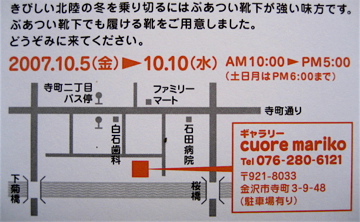 きびしい北陸の冬を乗り切るにはぶあつい靴下が強い味方です。
ぶあつい靴下でも履ける靴をご用意しました。
どうぞみに来てください。
2007.10.5(金)▶10.10(水) AM10:00▶PM5:00
(土日月はPM6:00まで)
寺町二丁目
バス停
ファミリー
マート
寺町通り
白石歯科
石田病院
下菊橋
桜橋
ギャラリー
cuore mariko
Tel 076-280-6121
〒921-8033
金沢市寺町3-9-48
(駐車場有り)